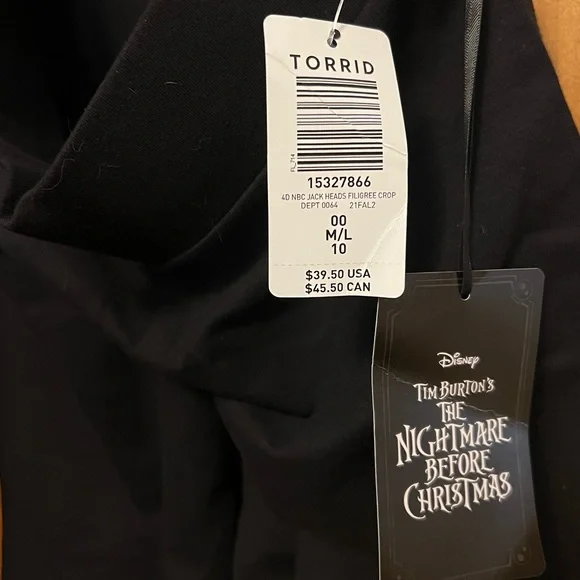 TORRID
FL_714
15327866
4D NBC JACK HEADS FILIGREE CROP
DEPT 0064 21FAL2
00
M/L
10
$39.50 USA
$45.50 CAN
Disney
TIM BURTON'S
THE
NIGHTMARE
BEFORE
CHRISTMAS